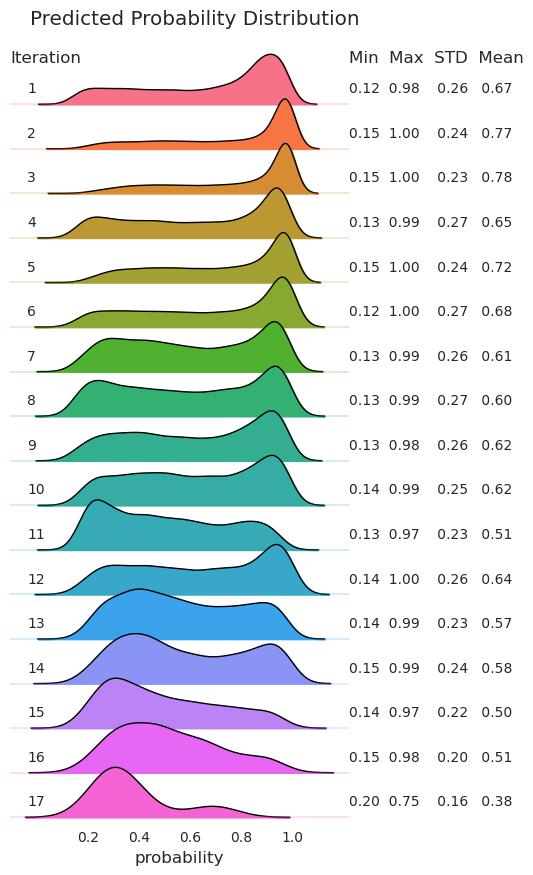 Predicted Probability Distribution
Iteration Min Max STD Mean
1 0.12 0.98 0.26 0.67
2 0.15 1.00 0.24 0.77
3 0.15 1.00 0.23 0.78
4 0.13 0.99 0.27 0.65
5 0.15 1.00 0.24 0.72
6 0.12 1.00 0.27 0.68
7 0.13 0.99 0.26 0.61
8 0.13 0.99 0.27 0.60
9 0.13 0.98 0.26 0.62
10 0.14 0.99 0.25 0.62
11 0.13 0.97 0.23 0.51
12 0.14 1.00 0.26 0.64
13 0.14 0.99 0.23 0.57
14 0.15 0.99 0.24 0.58
15 0.14 0.97 0.22 0.50
16 0.15 0.98 0.20 0.51
17 0.20 0.75 0.16 0.38
0.2 0.4 0.6 0.8 1.0
probability